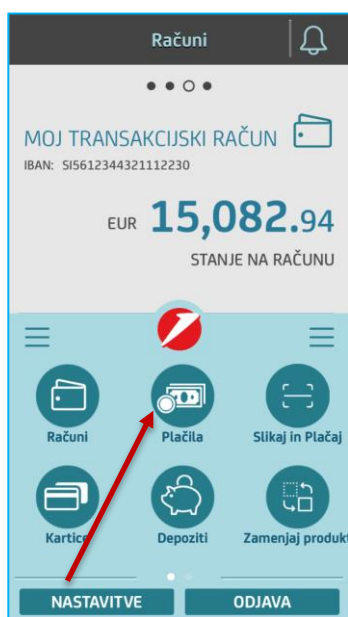 Računi
MOJ TRANSAKCIJSKI RAČUN
IBAN: SI5612344321112230
EUR 15,082.94
STANJE NA RAČUNU
Računi Plačila Slikaj in Plačaj
Kartice Depoziti Zamenjaj produkt
NASTAVITVE ODJAVA